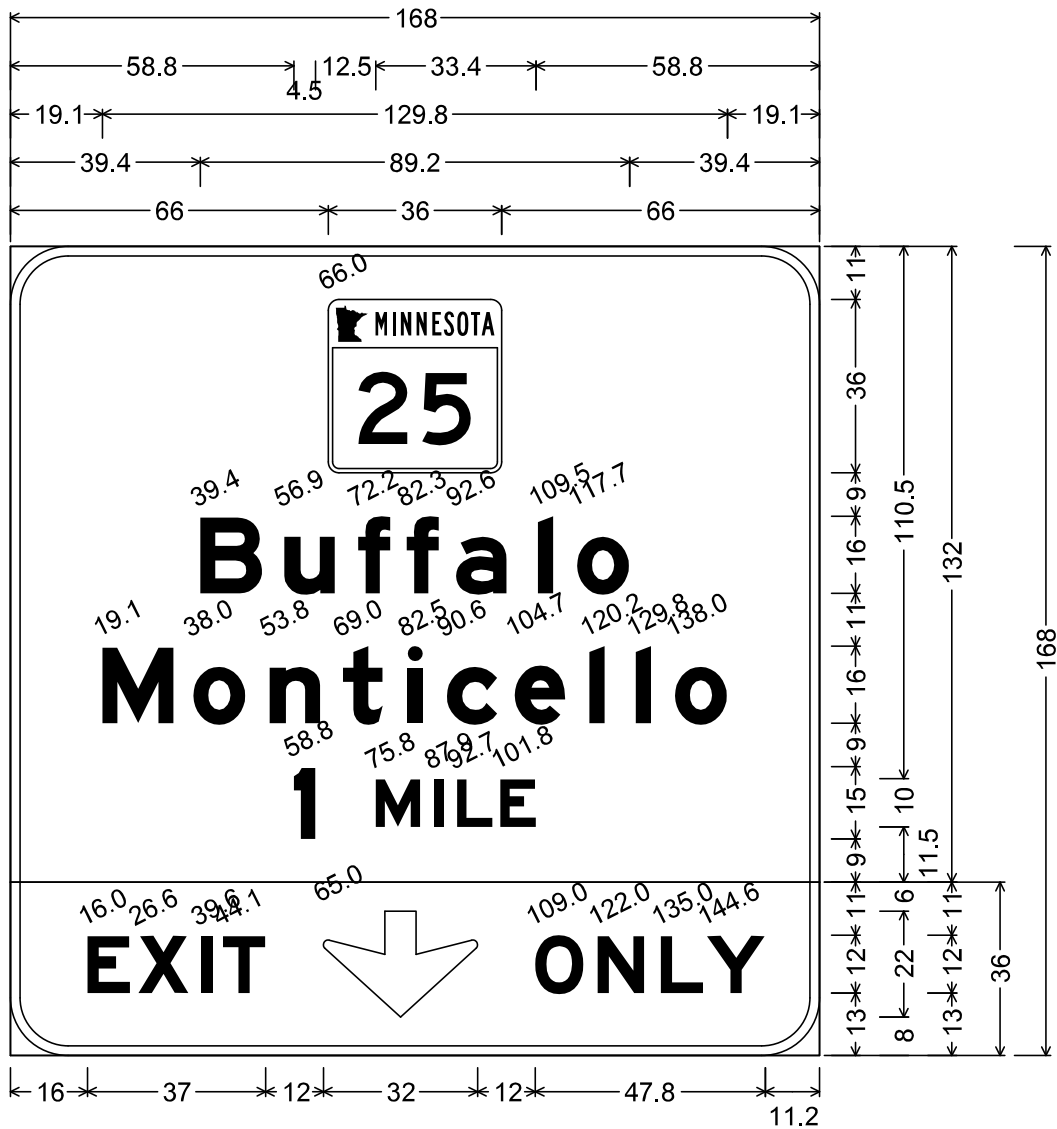 168
58.8 4.5 12.5 33.4 58.8
19.1 129.8 19.1
39.4 89.2 39.4
66 36 66
66.0
MINNESOTA
25
39.4 56.9 72.2 82.3 92.6 109.5 117.7
Buffalo
19.1 38.0 53.8 69.0 82.5 90.6 104.7 120.2 129.8 138.0
Monticello
58.8 75.8 87.9 92.7 101.8
1 MILE
16.0 26.6 39.6 44.1 65.0 109.0 122.0 135.0 144.6
EXIT ONLY
11 36 9 16 11 16 9 15 9 11 12 13
110.5 10 11.5 6 22 8
132 11 12 13
36
168
16 37 12 32 12 47.8 11.2